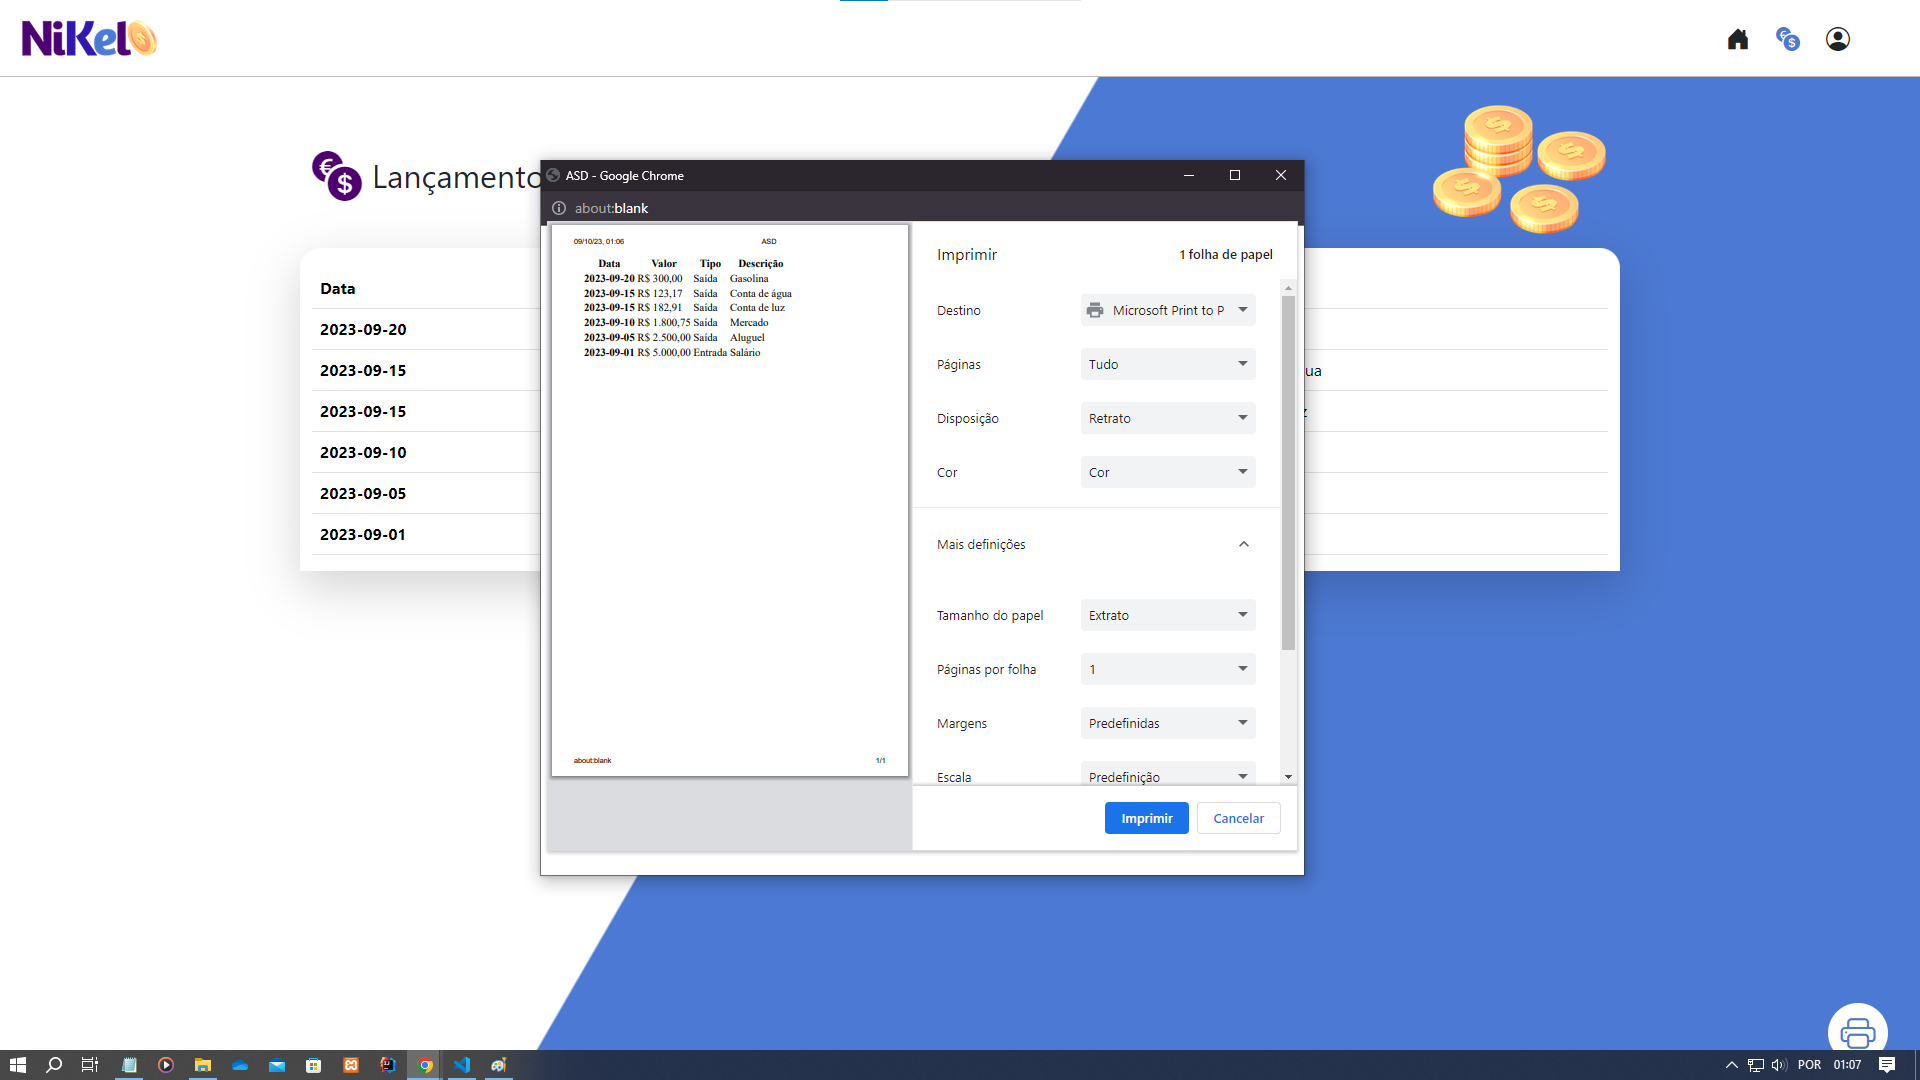 NiKel
Lançamento
Data
2023-09-20
2023-09-15
2023-09-15
2023-09-10
2023-09-05
2023-09-01
ua
z
ASD - Google Chrome
about:blank
09/10/23, 01:06 ASD
Data Valor Tipo Descrição
2023-09-20 R$ 300,00 Saída Gasolina
2023-09-15 R$ 123,17 Saída Conta de água
2023-09-15 R$ 182,91 Saída Conta de luz
2023-09-10 R$ 1.800,75 Saída Mercado
2023-09-05 R$ 2.500,00 Saída Aluguel
2023-09-01 R$ 5.000,00 Entrada Salário
about:blank 1/1
Imprimir 1 folha de papel
Destino Microsoft Print to P
Páginas Tudo
Disposição Retrato
Cor Cor
Mais definições
Tamanho do papel Extrato
Páginas por folha 1
Margens Predefinidas
Escala Predefinição
Imprimir Cancelar
POR 01:07